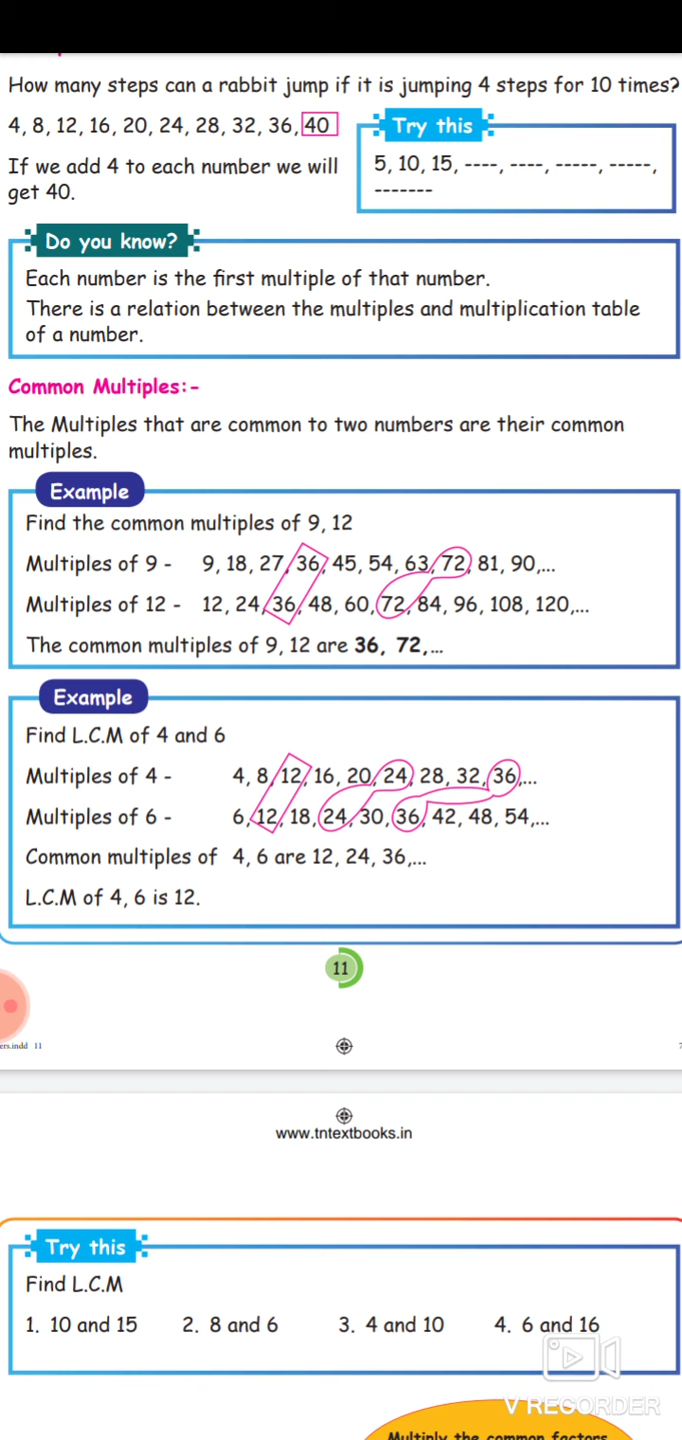 How many steps can a rabbit jump if it is jumping 4 steps for 10 times?
4, 8, 12, 16, 20, 24, 28, 32, 36, 40
If we add 4 to each number we will
get 40.
Try this
5, 10, 15, ----, ----, -----, -----,
-------
Do you know?
Each number is the first multiple of that number.
There is a relation between the multiples and multiplication table
of a number.
Common Multiples:-
The Multiples that are common to two numbers are their common
multiples.
Example
Find the common multiples of 9, 12
Multiples of 9 - 9, 18, 27, 36, 45, 54, 63, 72, 81, 90,...
Multiples of 12 - 12, 24, 36, 48, 60, 72, 84, 96, 108, 120,...
The common multiples of 9, 12 are 36, 72,...
Example
Find L.C.M of 4 and 6
Multiples of 4 - 4, 8, 12, 16, 20, 24, 28, 32, 36,...
Multiples of 6 - 6, 12, 18, 24, 30, 36, 42, 48, 54,...
Common multiples of 4, 6 are 12, 24, 36,...
L.C.M of 4, 6 is 12.
11
ers.indd 11
7
www.tntextbooks.in
Try this
Find L.C.M
1. 10 and 15 2. 8 and 6 3. 4 and 10 4. 6 and 16
V RECORDER
Multiply the common factors